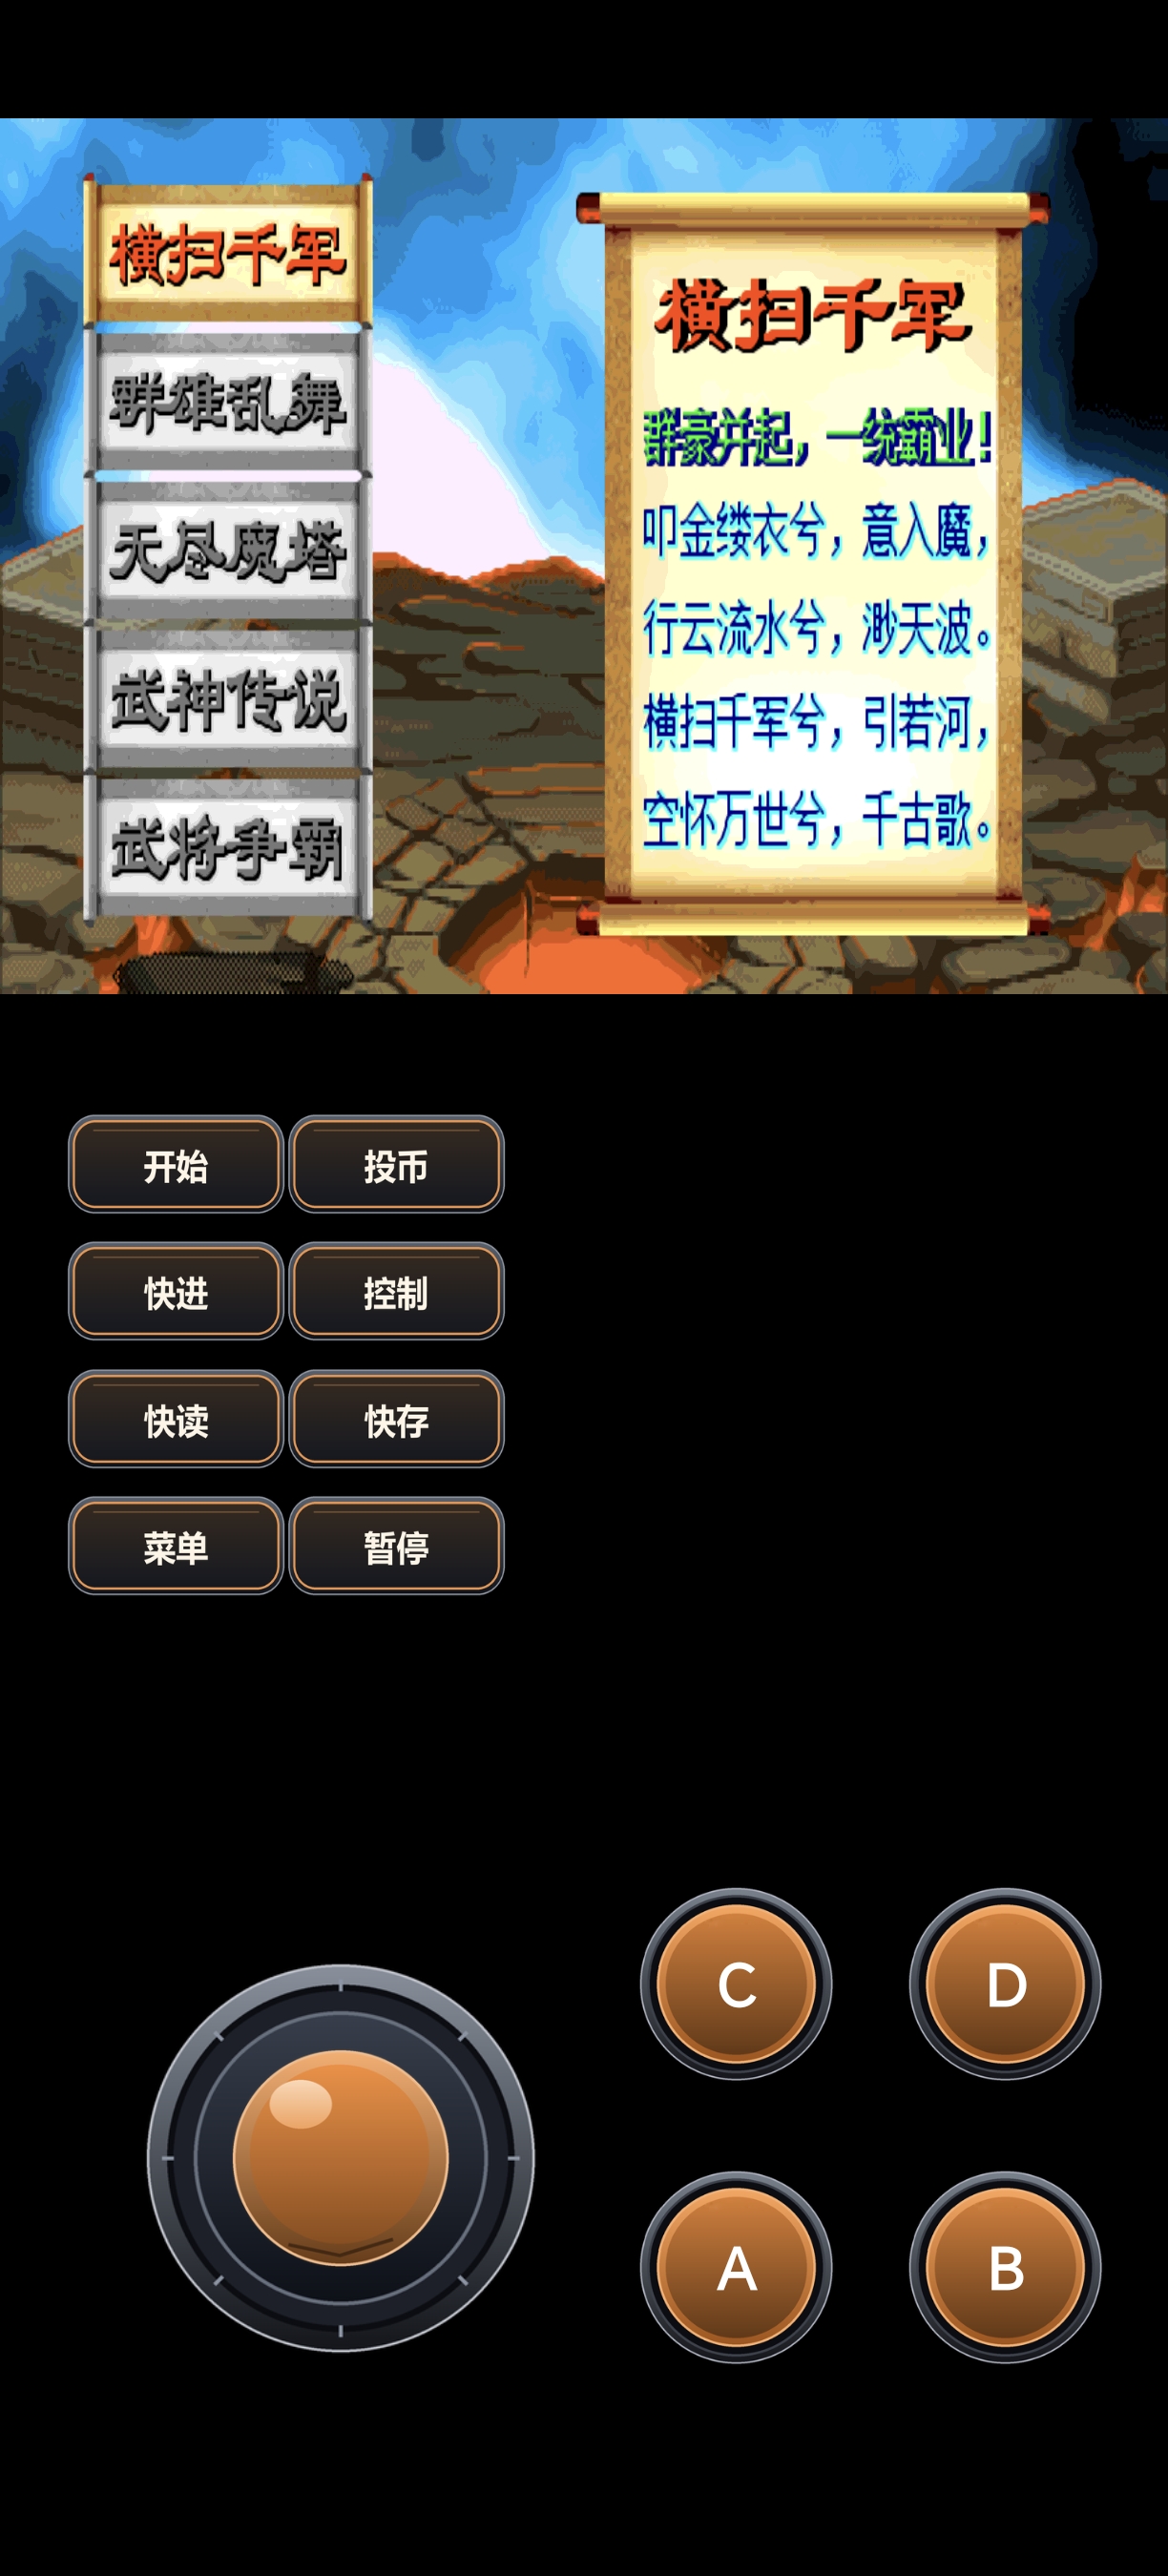 横扫千军
群雄乱舞
天尽魔塔
武神传说
武将争霸
横扫千军
群豪并起，一统霸业！
叩金缕衣兮，意入魔，
行云流水兮，渺天波。
横扫千军兮，引若河，
空怀万世兮，千古歌。
开始 投币
快进 控制
快读 快存
菜单 暂停
C D
A B